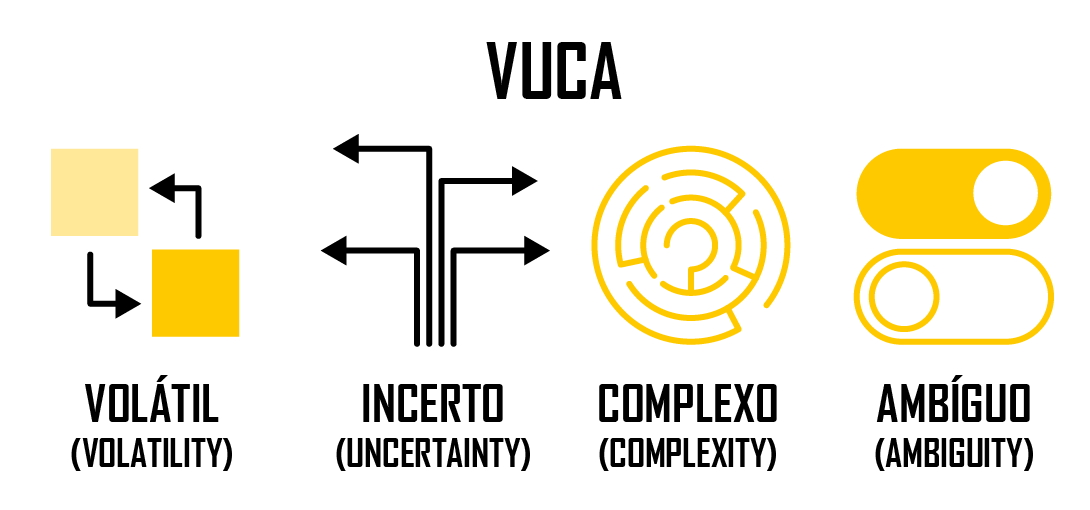 VUCA
VOLÁTIL
(VOLATILITY)
INCERTO
(UNCERTAINTY)
COMPLEXO
(COMPLEXITY)
AMBÍGUO
(AMBIGUITY)